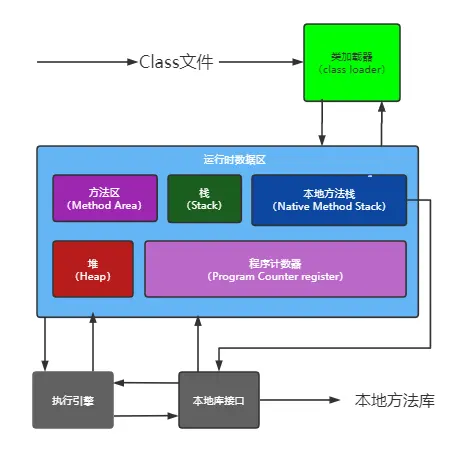 Class文件
类加载器
（class loader）
运行时数据区
方法区
（Method Area）
栈
（Stack）
本地方法栈
（Native Method Stack）
堆
（Heap）
程序计数器
（Program Counter register）
执行引擎
本地库接口
本地方法库